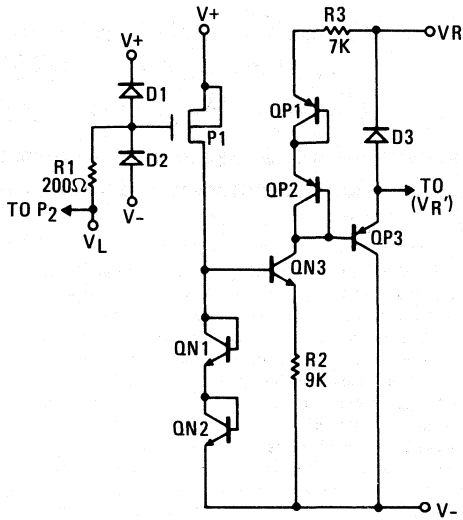 V+
R3
7K
VR
V+
D1
QP1
D3
P1
D2
R1
200Ω
QP2
TO P2
V-
TO
(VR')
VL
QP3
QN3
QN1
R2
9K
QN2
V-